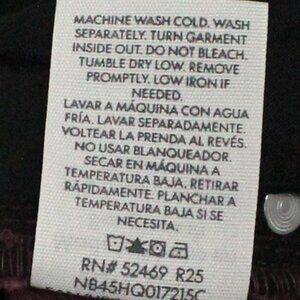 MACHINE WASH COLD. WASH
SEPARATELY. TURN GARMENT
INSIDE OUT. DO NOT BLEACH.
TUMBLE DRY LOW. REMOVE
PROMPTLY. LOW IRON IF
NEEDED.
LAVAR A MÁQUINA CON AGUA
FRÍA. LAVAR SEPARADAMENTE.
VOLTEAR LA PRENDA AL REVÉS.
NO USAR BLANQUEADOR.
SECAR EN MÁQUINA A
TEMPERATURA BAJA. RETIRAR
RÁPIDAMENTE. PLANCHAR A
TEMPERATURA BAJA SI SE
NECESITA.
RN# 52469 R25
NB45HQ017215C